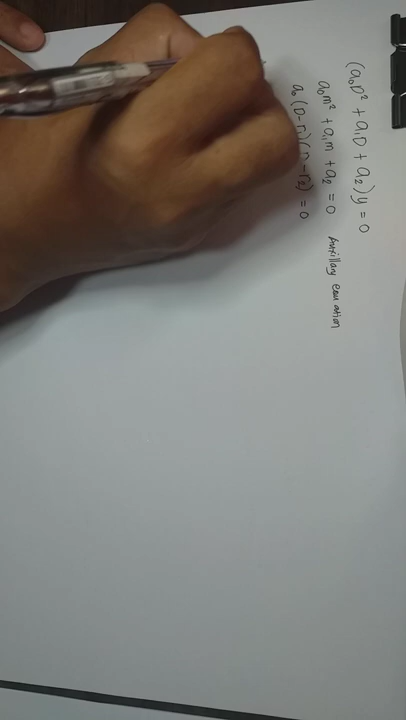 (a₀D² + a₁D + a₂)y = 0
a₀m² + a₁m + a₂ = 0 Auxillary equation
a₀(D-r₁)(D-r₂) = 0